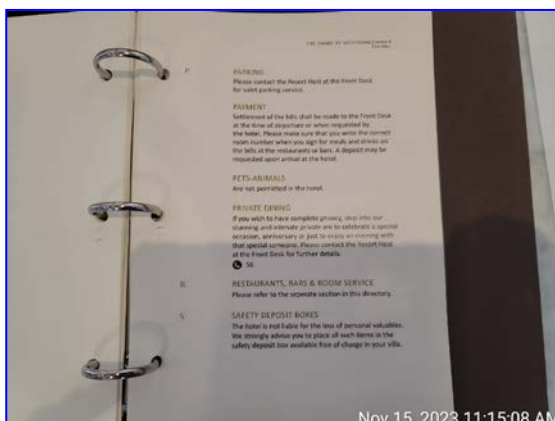 P
PARKING
Please contact the Resort Host at the Front Desk
for valet parking service.
PAYMENT
Settlement of the bills shall be made to the Front Desk
at the time of departure or when requested by
the hotel. Please make sure that you write the correct
room number when you sign for meals and drinks on
the bills at the restaurants or bars. A deposit may be
requested upon arrival at the hotel.
PETS-ANIMALS
Are not permitted in the hotel.
PRIVATE DINING
If you wish to have complete privacy, step into our
stunning and intimate private are to celebrate a special
occasion, anniversary or just to enjoy an evening with
that special someone. Please contact the Resort Host
at the Front Desk for further details.
56
R
RESTAURANTS, BARS & ROOM SERVICE
Please refer to the seperate section in this directory.
S
SAFETY DEPOSIT BOXES
The hotel is not liable for the loss of personal valuables.
We strongly advise you to place of such items in the
safety deposit box available free of charge in your villa.
Nov 15, 2023 11:15:08 AM